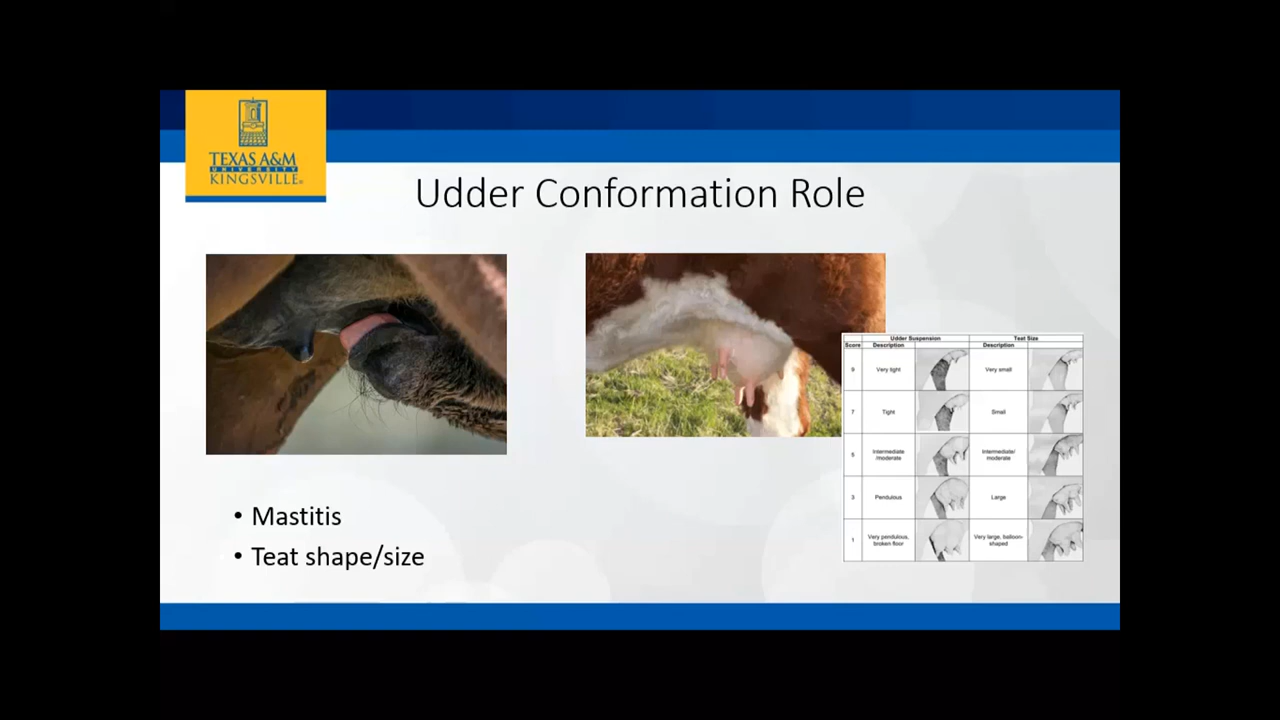 TEXAS A&M
UNIVERSITY
KINGSVILLE®
Udder Conformation Role
• Mastitis
• Teat shape/size
Udder Suspension Teat Size
Score Description Description
9 Very tight Very small
7 Tight Small
5 Intermediate /moderate Intermediate/ moderate
3 Pendulous Large
1 Very pendulous, broken floor Very large, balloon- shaped